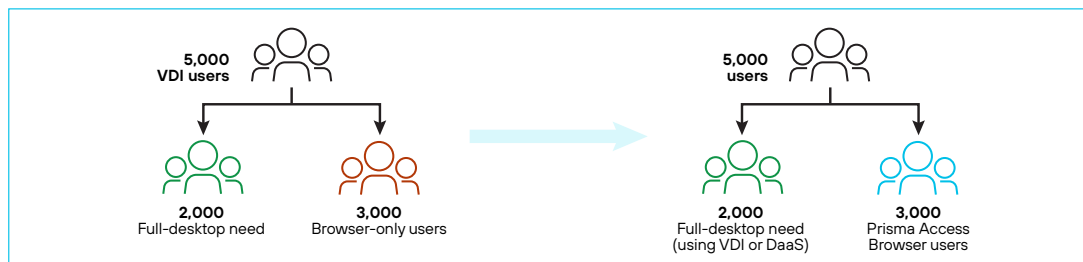 5,000
VDI users
2,000
Full-desktop need
3,000
Browser-only users
5,000
users
2,000
Full-desktop need
(using VDI or DaaS)
3,000
Prisma Access
Browser users